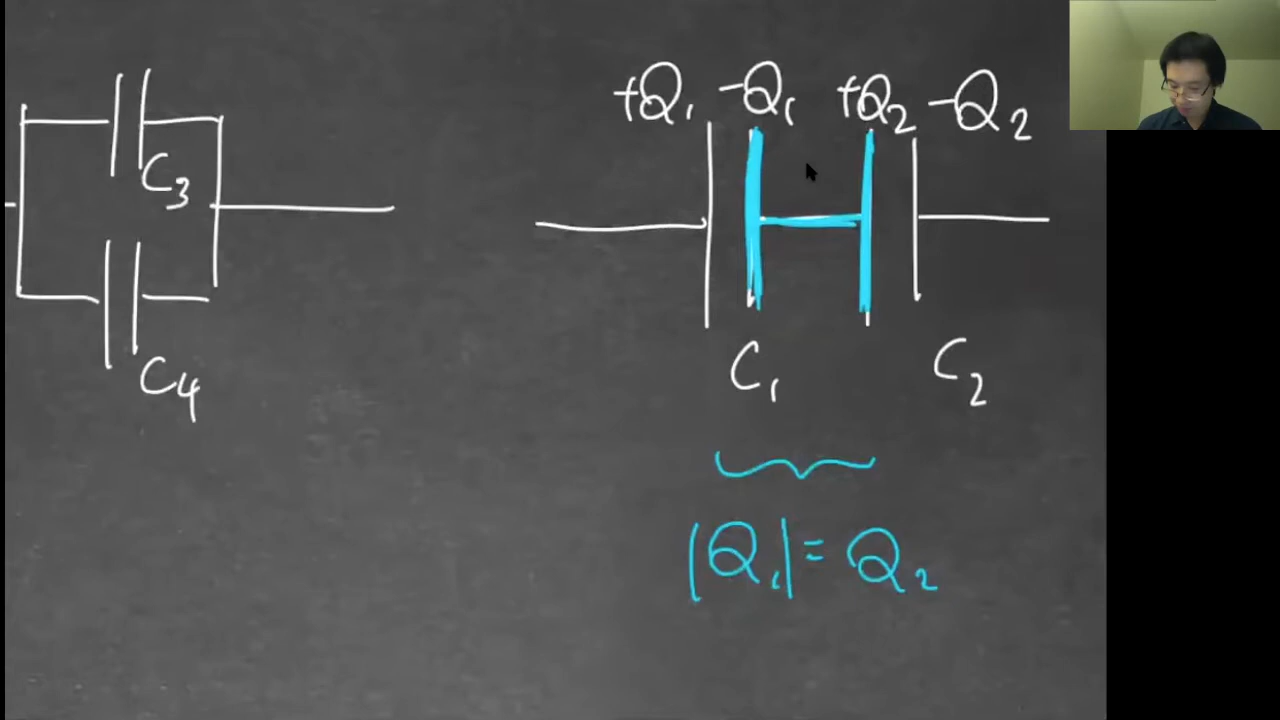 +Q₁ -Q₁ +Q₂ -Q₂
C₃
C₁ C₂
C₄
|Q₁| = Q₂